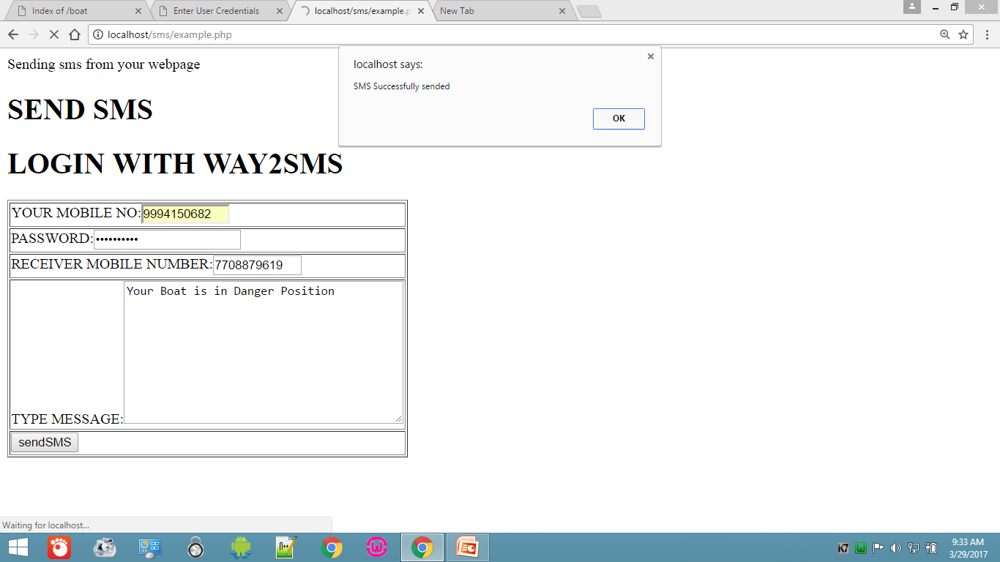 Index of /boat
Enter User Credentials
localhost/sms/example.p
New Tab
localhost/sms/example.php
Sending sms from your webpage
localhost says:
SMS Successfully sended
OK
SEND SMS
LOGIN WITH WAY2SMS
YOUR MOBILE NO:9994150682
PASSWORD:••••••••••
RECEIVER MOBILE NUMBER:7708879619
Your Boat is in Danger Position
TYPE MESSAGE:
sendSMS
Waiting for localhost...
9:33 AM
3/29/2017